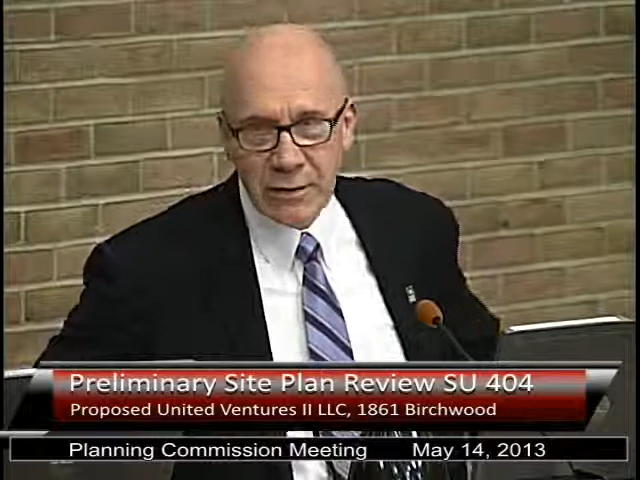 Preliminary Site Plan Review SU 404
Proposed United Ventures II LLC, 1861 Birchwood
Planning Commission Meeting May 14, 2013